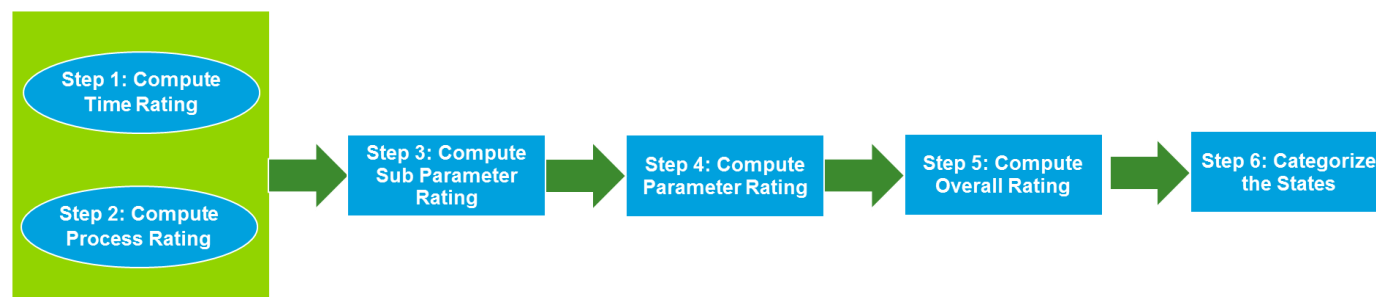 Step 1: Compute
Time Rating
Step 2: Compute
Process Rating
Step 3: Compute
Sub Parameter
Rating
Step 4: Compute
Parameter Rating
Step 5: Compute
Overall Rating
Step 6: Categorize
the States